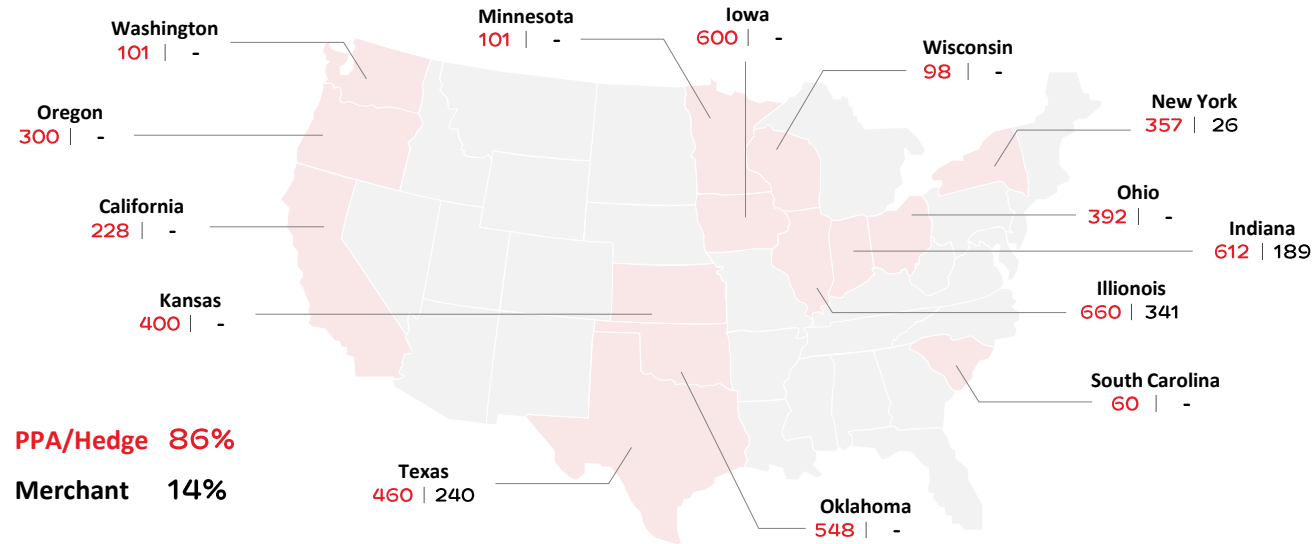 Washington
101 | -
Minnesota
101 | -
Iowa
600 | -
Wisconsin
98 | -
Oregon
300 | -
New York
357 | 26
California
228 | -
Ohio
392 | -
Indiana
612 | 189
Kansas
400 | -
Illionois
660 | 341
South Carolina
60 | -
PPA/Hedge 86%
Merchant 14%
Texas
460 | 240
Oklahoma
548 | -